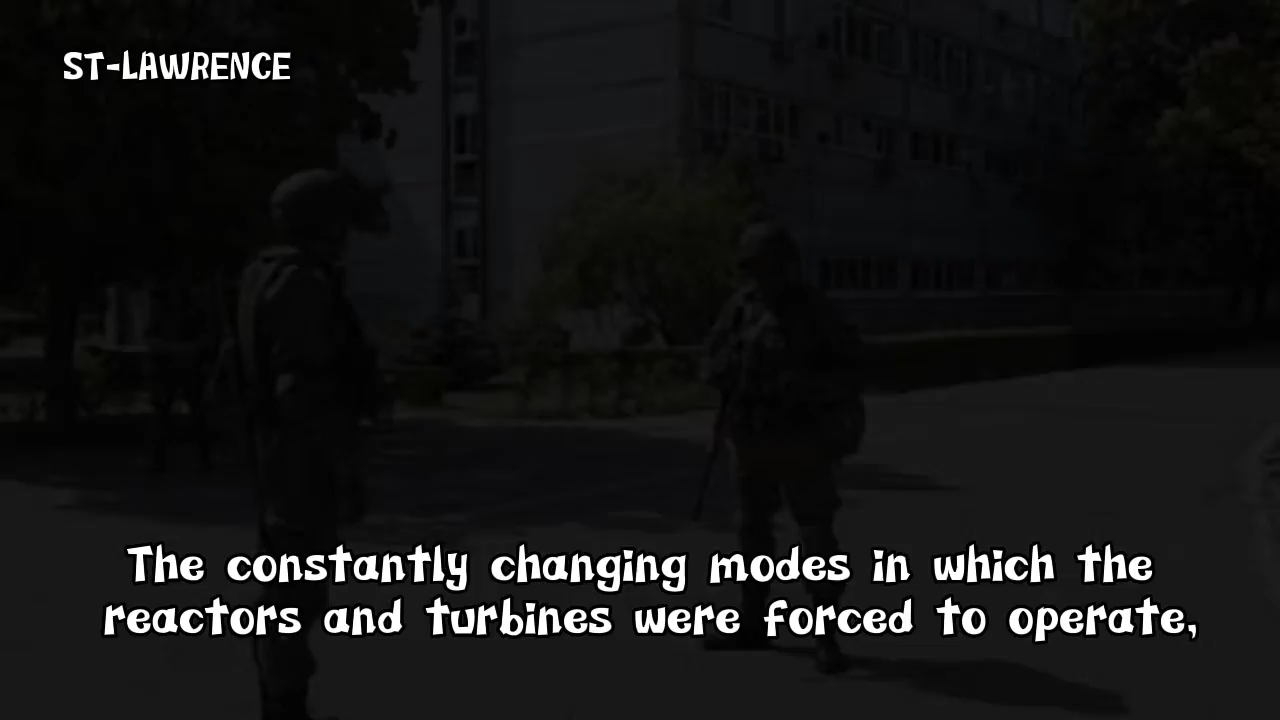 ST-LAWRENCE
The constantly changing modes in which the
reactors and turbines were forced to operate,